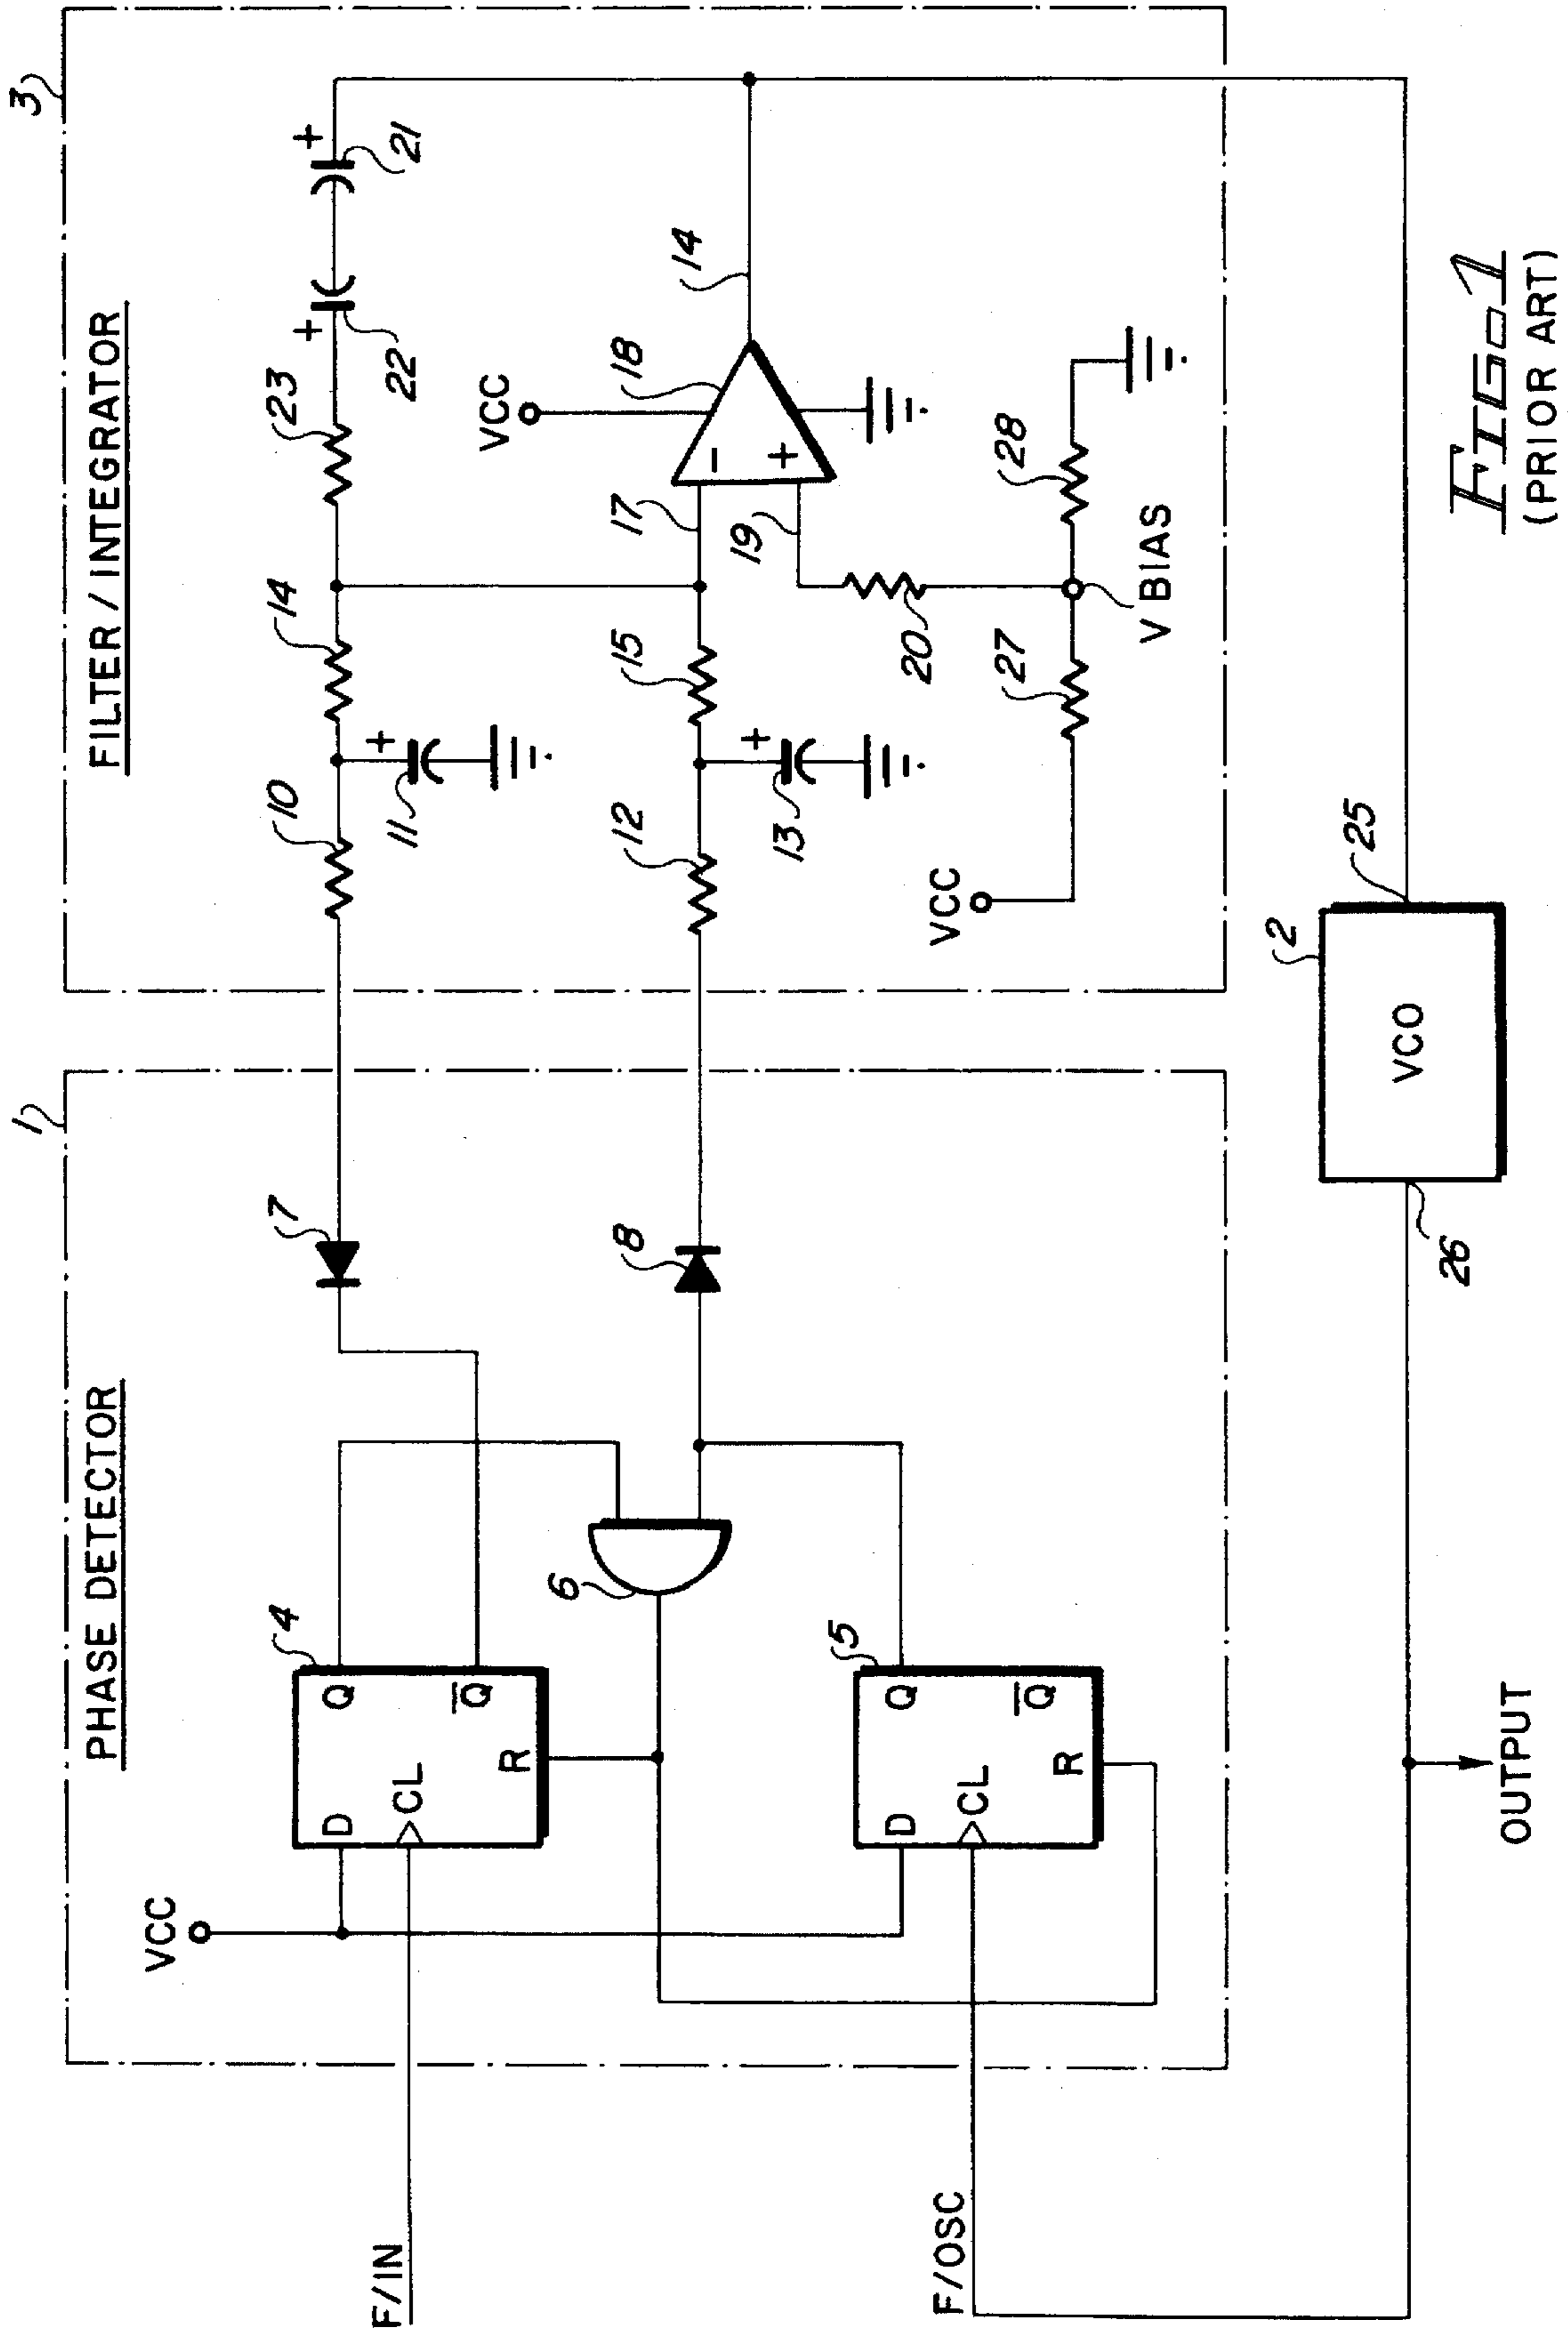 3
FILTER / INTEGRATOR
+
21
+
22
23
14
10
+
11
VCC
18
14
17
-
+
19
15
12
+
13
20
28
27
V BIAS
VCC
1
PHASE DETECTOR
7
8
6
4
Q
Q̅
D
CL
R
5
Q
Q̅
D
CL
R
VCC
F/IN
F/OSC
2
VCO
25
26
OUTPUT
FIG. 1
(PRIOR ART)